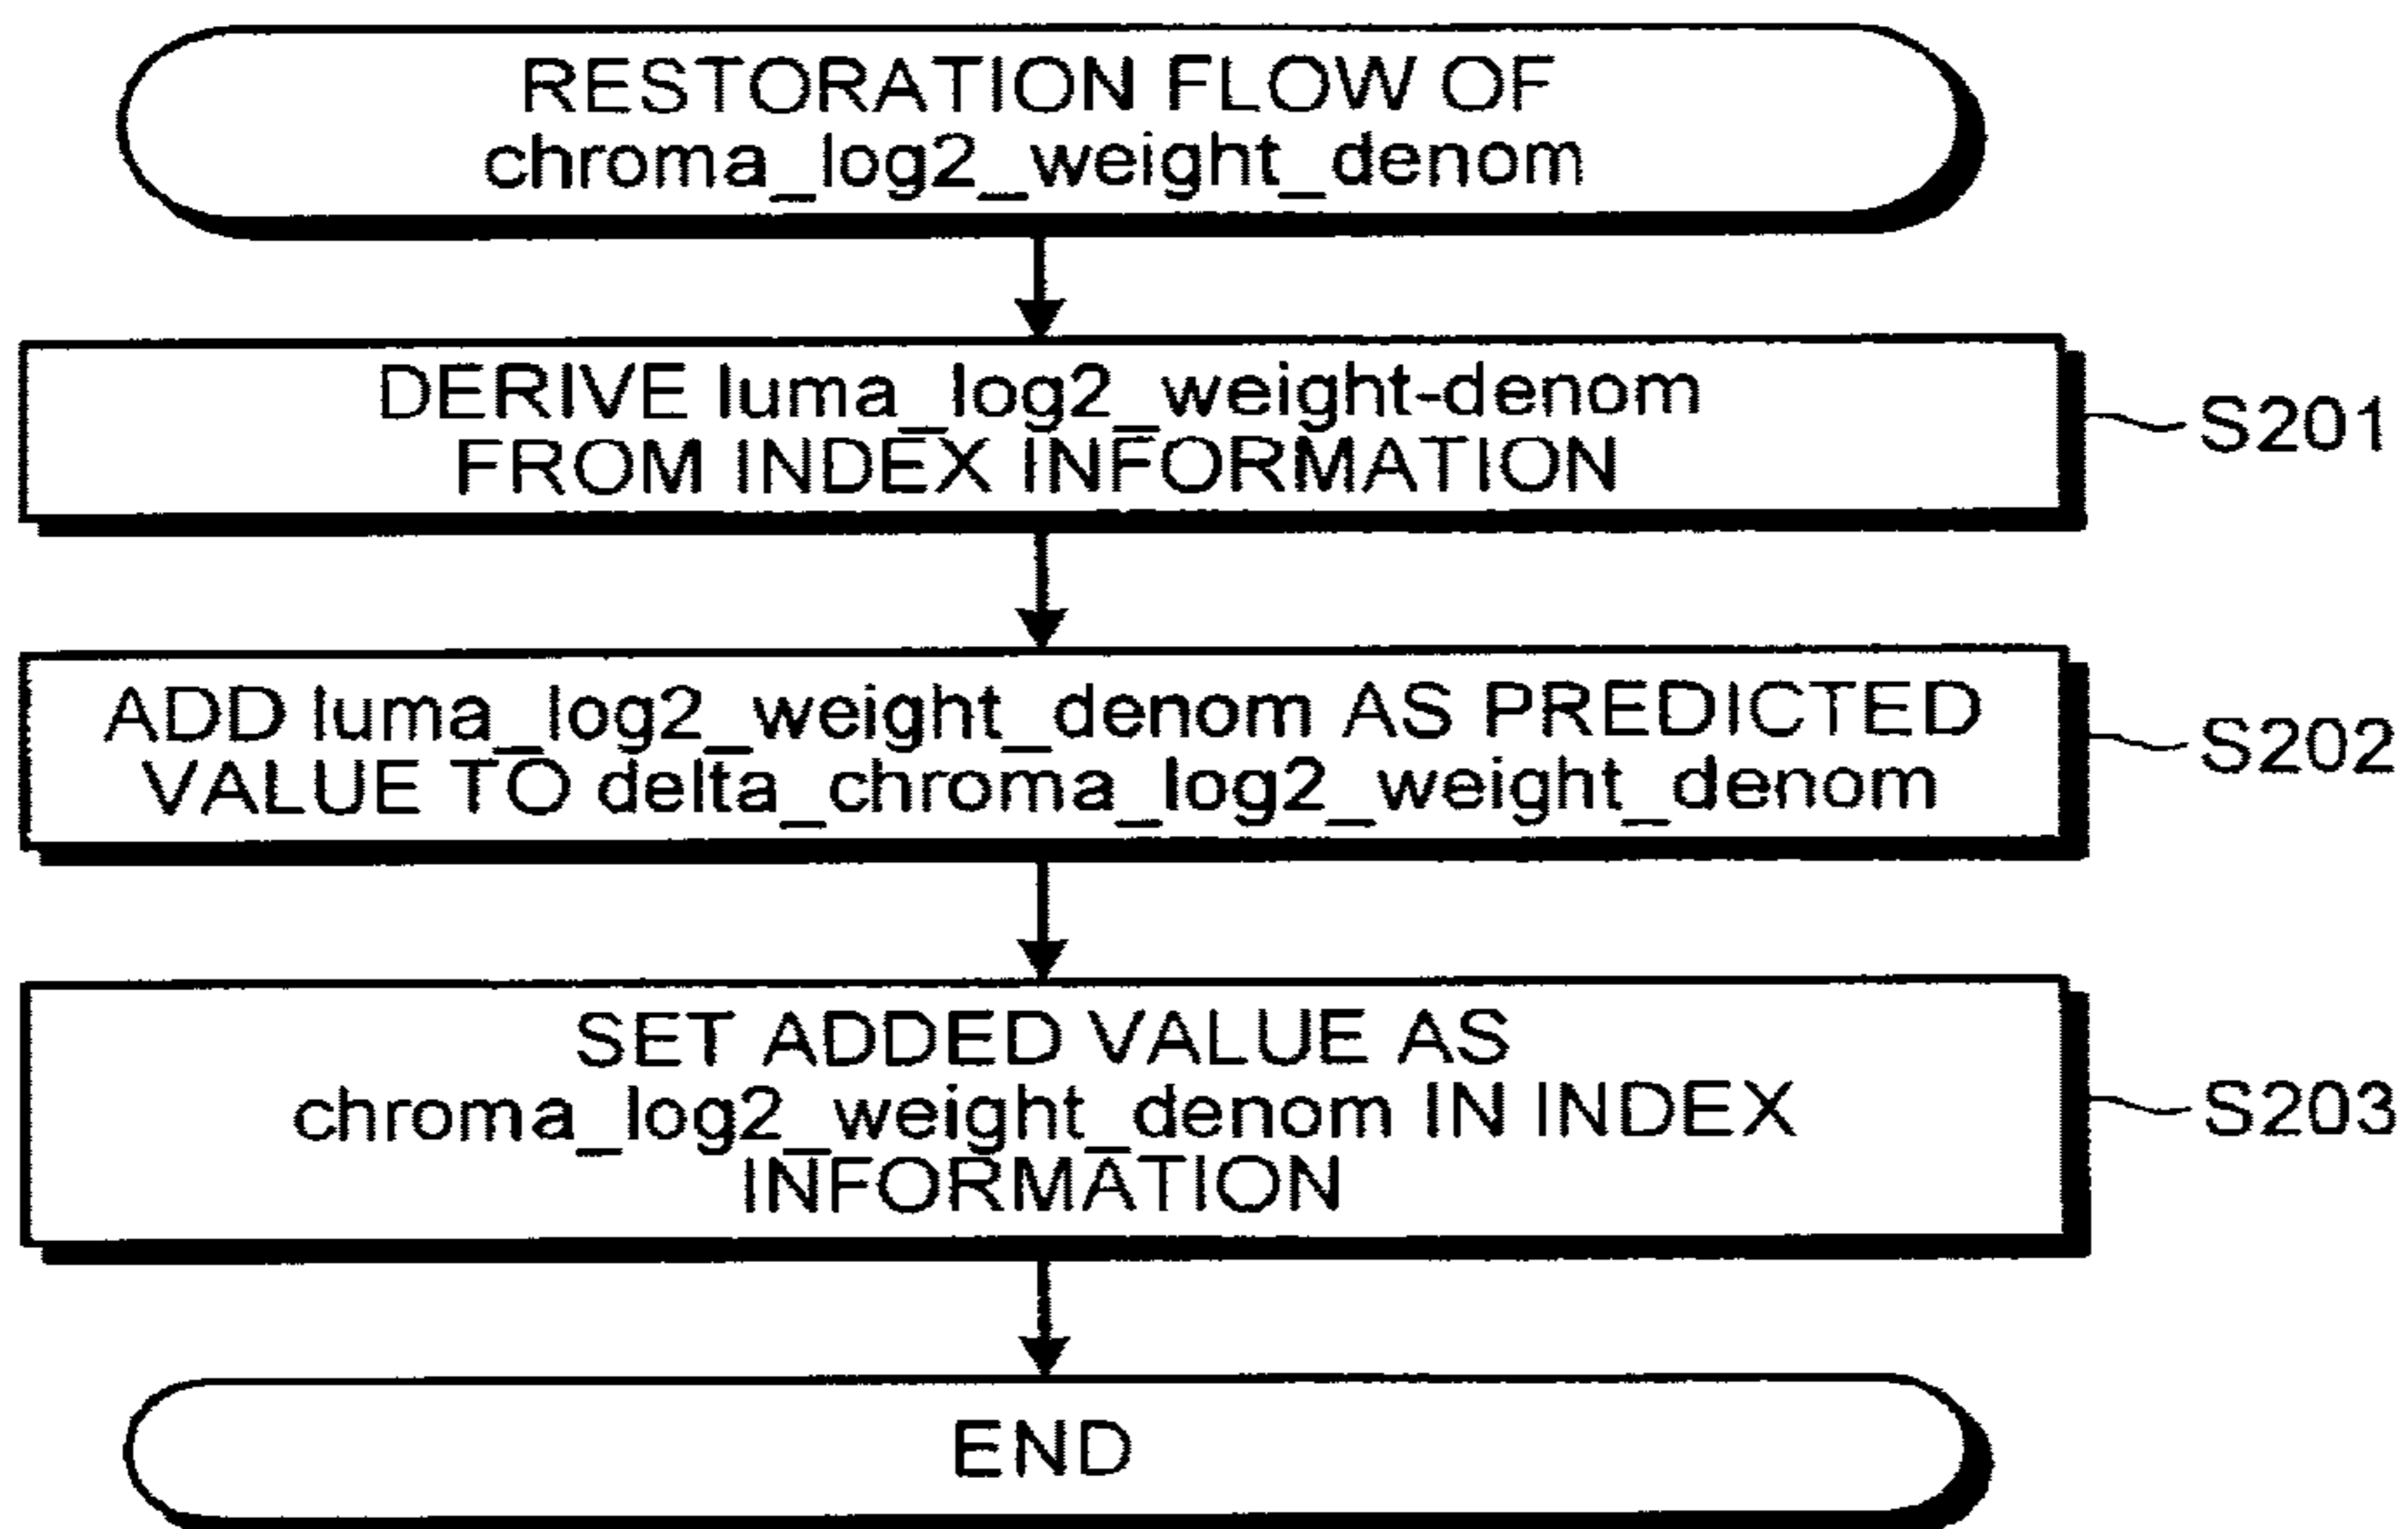 RESTORATION FLOW OF
chroma_log2_weight_denom
DERIVE luma_log2_weight-denom
FROM INDEX INFORMATION
S201
ADD luma_log2_weight_denom AS PREDICTED
VALUE TO delta_chroma_log2_weight_denom
S202
SET ADDED VALUE AS
chroma_log2_weight_denom IN INDEX
INFORMATION
S203
END